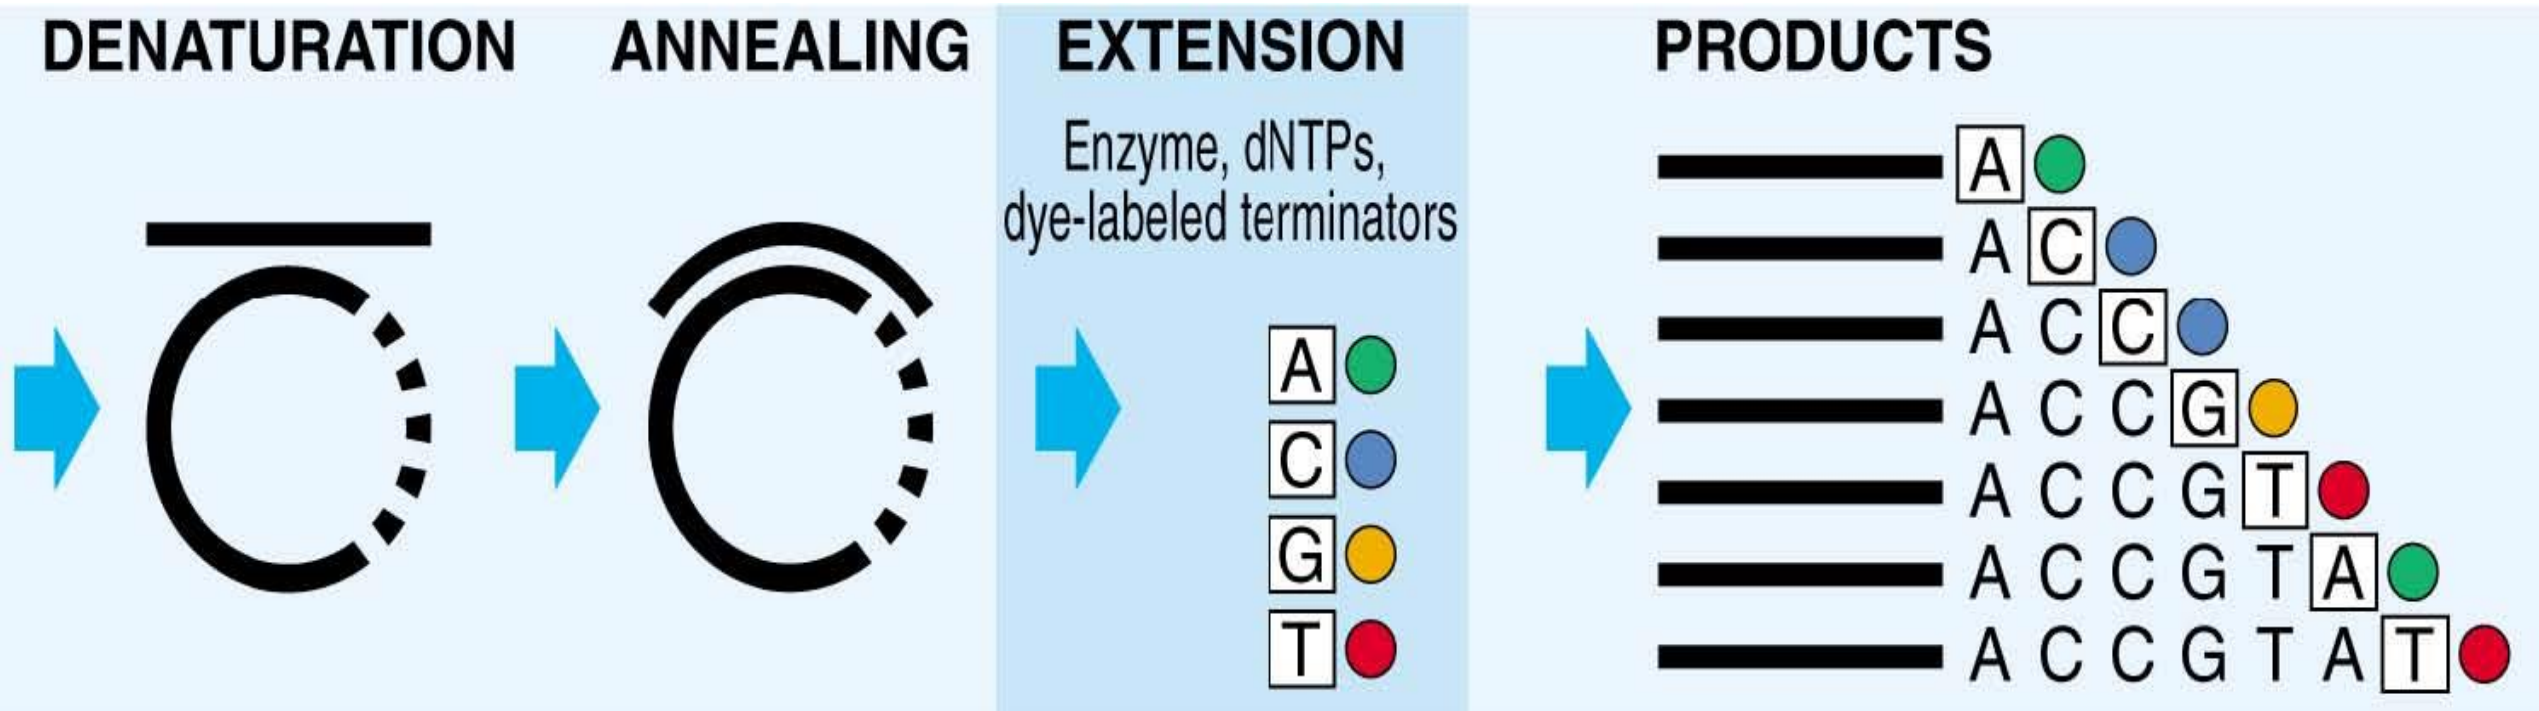 DENATURATION
ANNEALING
EXTENSION
Enzyme, dNTPs,
dye-labeled terminators
A
C
G
T
PRODUCTS
A
A C
A C C
A C C G
A C C G T
A C C G T A
A C C G T A T